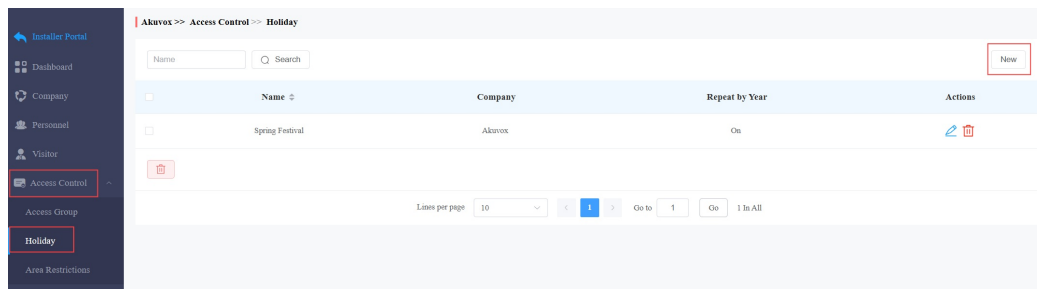 Akuvox >> Access Control >> Holiday
Installer Portal
Dashboard
Company
Personnel
Visitor
Access Control
Access Group
Holiday
Area Restrictions
Name Search New
Name Company Repeat by Year Actions
Spring Festival Akuvox On
Lines per page 10 < 1 > Go to 1 Go 1 In All